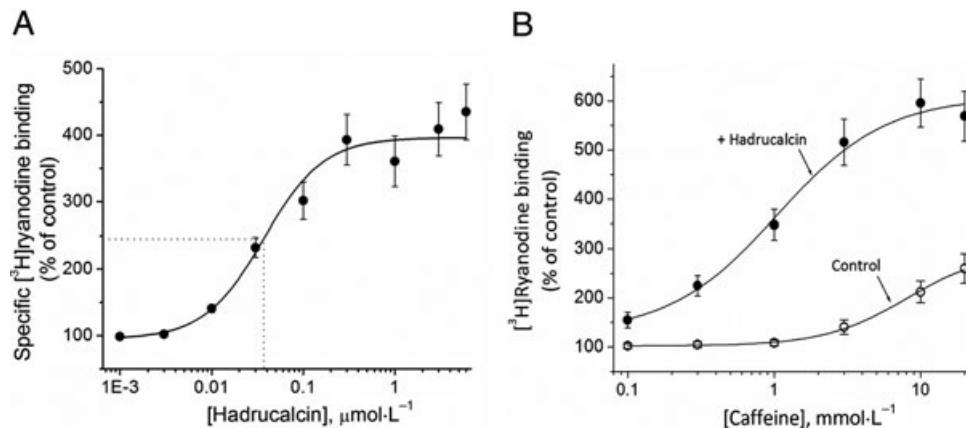 A
Specific [³H]ryanodine binding
(% of control)
500
400
300
200
100
1E-3
0.01
0.1
1
[Hadrucalcin], μmol·L⁻¹
B
[³H]Ryanodine binding
(% of control)
600
500
400
300
350
200
100
+ Hadrucalcin
Control
0.1
1
10
[Caffeine], mmol·L⁻¹